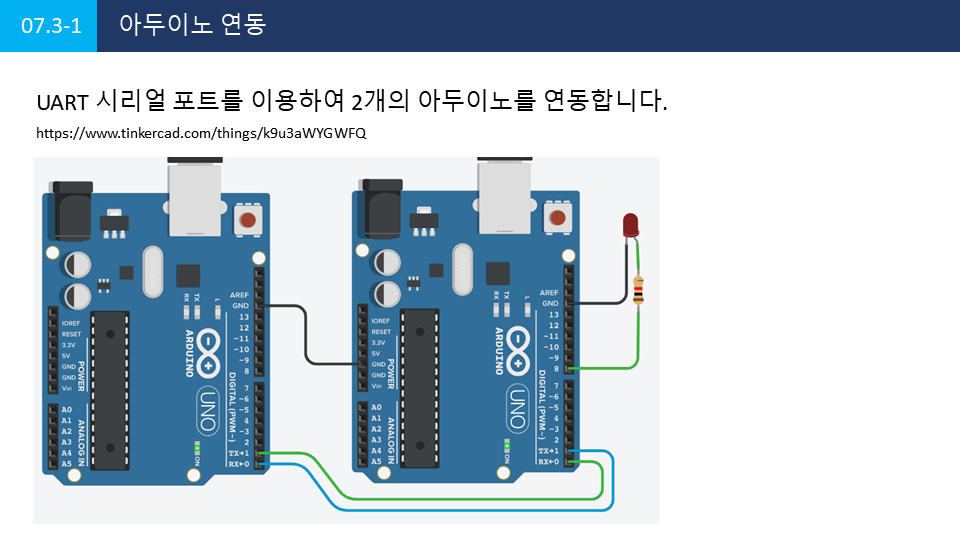 07.3-1
아두이노 연동
UART 시리얼 포트를 이용하여 2개의 아두이노를 연동합니다.
https://www.tinkercad.com/things/k9u3aWYGWFQ
RX
TX
L
AREF
GND
13
12
~11
~10
~9
8
7
~6
~5
4
~3
2
TX→1
RX←0
IOREF
RESET
3.3V
5V
GND
GND
Vin
POWER
A0
A1
A2
A3
A4
A5
ANALOG IN
ARDUINO
UNO
DIGITAL (PWM~)
ON
RX
TX
L
AREF
GND
13
12
~11
~10
~9
8
7
~6
~5
4
~3
2
TX→1
RX←0
IOREF
RESET
3.3V
5V
GND
GND
Vin
POWER
A0
A1
A2
A3
A4
A5
ANALOG IN
ARDUINO
UNO
DIGITAL (PWM~)
ON